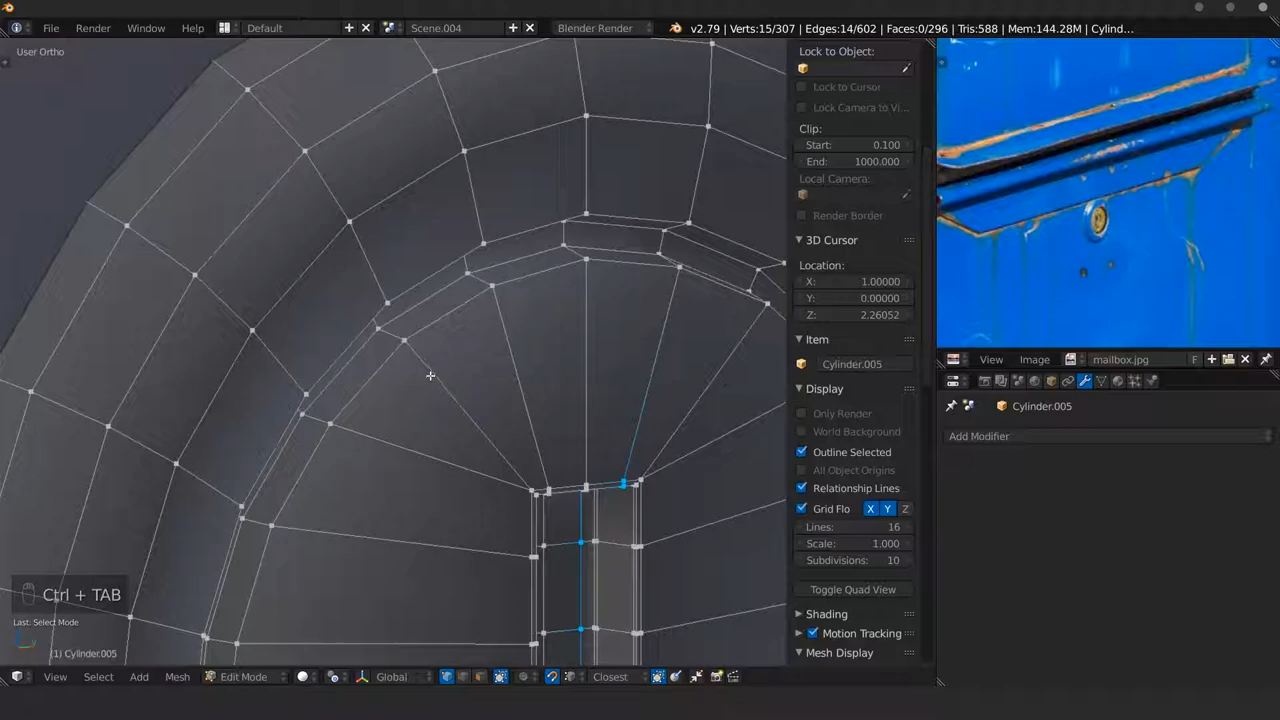 File Render Window Help Default Scene.004 Blender Render v2.79 | Verts:15/307 | Edges:14/602 | Faces:0/296 | Tris:588 | Mem:144.28M | Cylind...
User Ortho
Lock to Object:
Lock to Cursor
Lock Camera to Vi...
Clip:
Start: 0.100
End: 1000.000
Local Camera:
Render Border
3D Cursor
Location:
X: 1.00000
Y: 0.00000
Z: 2.26052
Item
Cylinder.005
Display
Only Render
World Background
Outline Selected
All Object Origins
Relationship Lines
Grid Flo X Y Z
Lines: 16
Scale: 1.000
Subdivisions: 10
Toggle Quad View
Shading
Motion Tracking
Mesh Display
View Image mailbox.jpg F
Cylinder.005
Add Modifier
Ctrl + TAB
Last: Select Mode
(1) Cylinder.005
View Select Add Mesh Edit Mode Global Closest